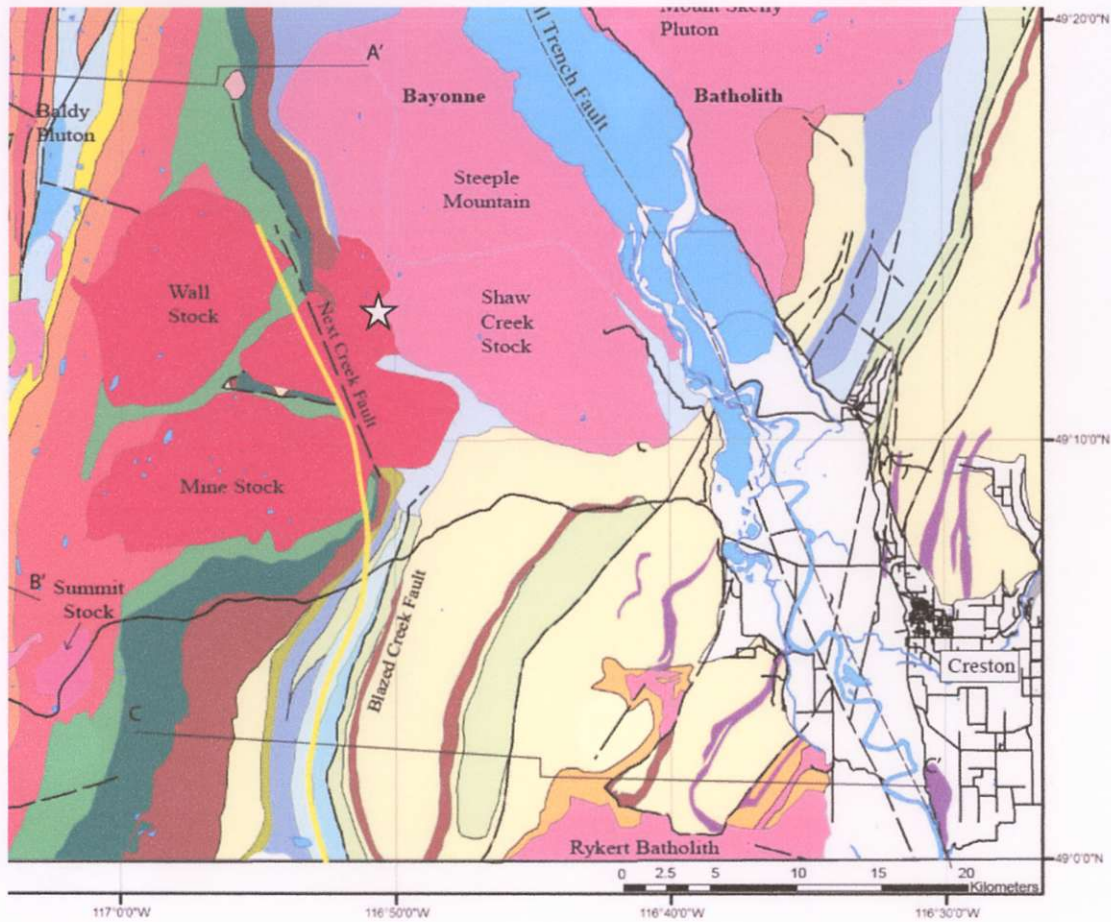 Mount Skelly
Pluton
49°20'0"N
A'
ll Trench Fault
Bayonne
Batholith
Baldy
Pluton
Steeple
Mountain
Wall
Stock
Next Creek Fault
Shaw
Creek
Stock
49°10'0"N
Mine Stock
B'
Summit
Stock
Blazed Creek Fault
Creston
C
C'
Rykert Batholith
49°0'0"N
0 2.5 5 10 15 20
Kilometers
117°0'0"W
116°50'0"W
116°40'0"W
116°30'0"W